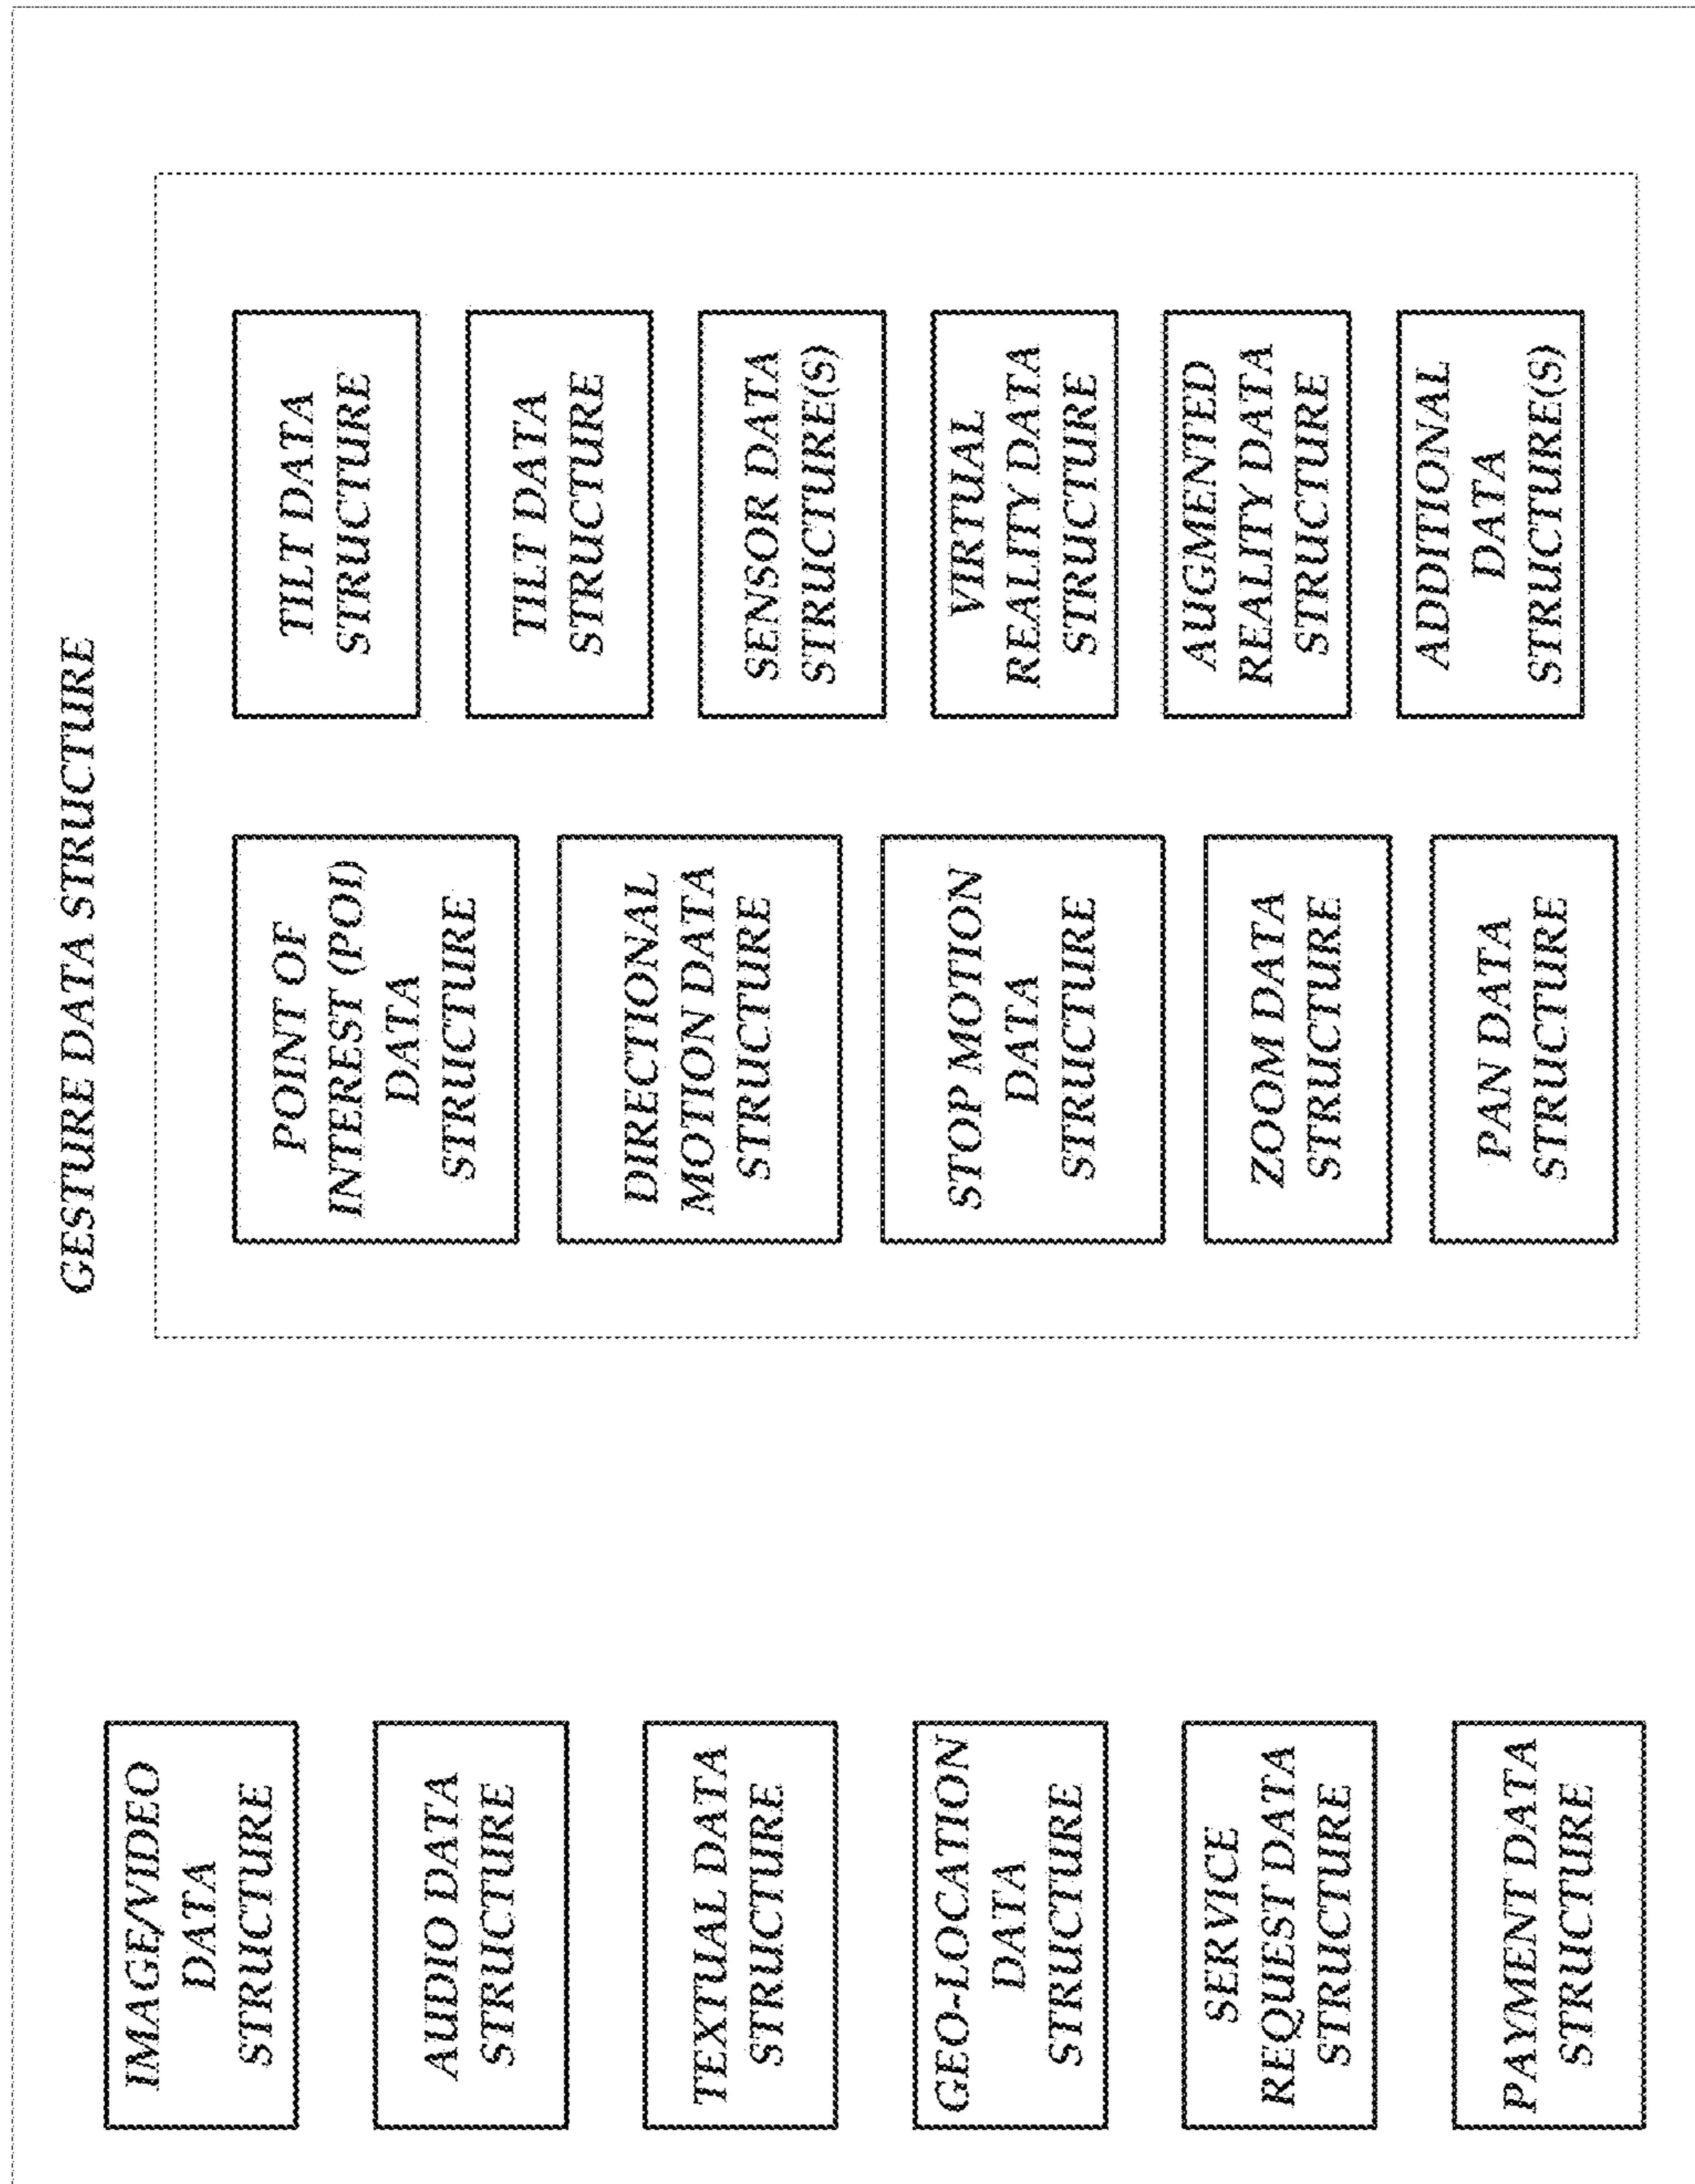 IMAGE/VIDEO
DATA
STRUCTURE
AUDIO DATA
STRUCTURE
TEXTUAL DATA
STRUCTURE
GEO-LOCATION
DATA
STRUCTURE
SERVICE
REQUEST DATA
STRUCTURE
PAYMENT DATA
STRUCTURE
GESTURE DATA STRUCTURE
POINT OF
INTEREST (POI)
DATA
STRUCTURE
DIRECTIONAL
MOTION DATA
STRUCTURE
STOP MOTION
DATA
STRUCTURE
ZOOM DATA
STRUCTURE
PAN DATA
STRUCTURE
TILT DATA
STRUCTURE
TILT DATA
STRUCTURE
SENSOR DATA
STRUCTURE(S)
VIRTUAL
REALITY DATA
STRUCTURE
AUGMENTED
REALITY DATA
STRUCTURE
ADDITIONAL
DATA
STRUCTURE(S)